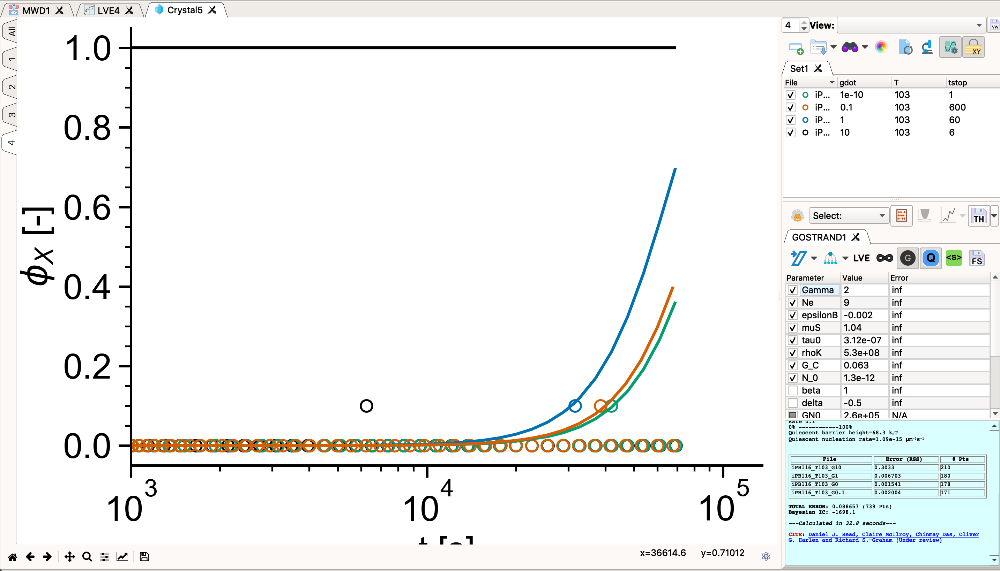 MWD1
LVE4
Crystal5
All
1
2
3
4
1.0
0.8
0.6
0.4
0.2
0.0
ϕX [-]
10^3
10^4
10^5
x=36614.6 y=0.71012
4 View:
VW
XY
Set1
File gdot T tstop
iP... 1e-10 103 1
iP... 0.1 103 600
iP... 1 103 60
iP... 10 103 6
Select:
TH
GOSTRAND1
LVE G Q <S> FS
Parameter Value Error
Gamma 2 inf
Ne 9 inf
epsilonB -0.002 inf
muS 1.04 inf
tau0 3.12e-07 inf
rhoK 5.3e+08 inf
G_C 0.063 inf
N_0 1.3e-12 inf
beta 1 inf
delta -0.5 inf
GN0 2.6e+05 N/A
Rate 0.1
0% ------------100%
Quiescent barrier height=68.3 kBT
Quiescent nucleation rate=1.09e-15 μm⁻³s⁻¹
File Error (RSS) # Pts
iPB116_T103_G10 0.3033 210
iPB116_T103_G1 0.006703 180
iPB116_T103_G0 0.001541 178
iPB116_T103_G0.1 0.002004 171
TOTAL ERROR: 0.088657 (739 Pts)
Bayesian IC: -1698.1
---Calculated in 32.8 seconds---
CITE: Daniel J. Read, Claire McIlroy, Chinmay Das, Oliver
G. Harlen and Richard S.~Graham (Under review)